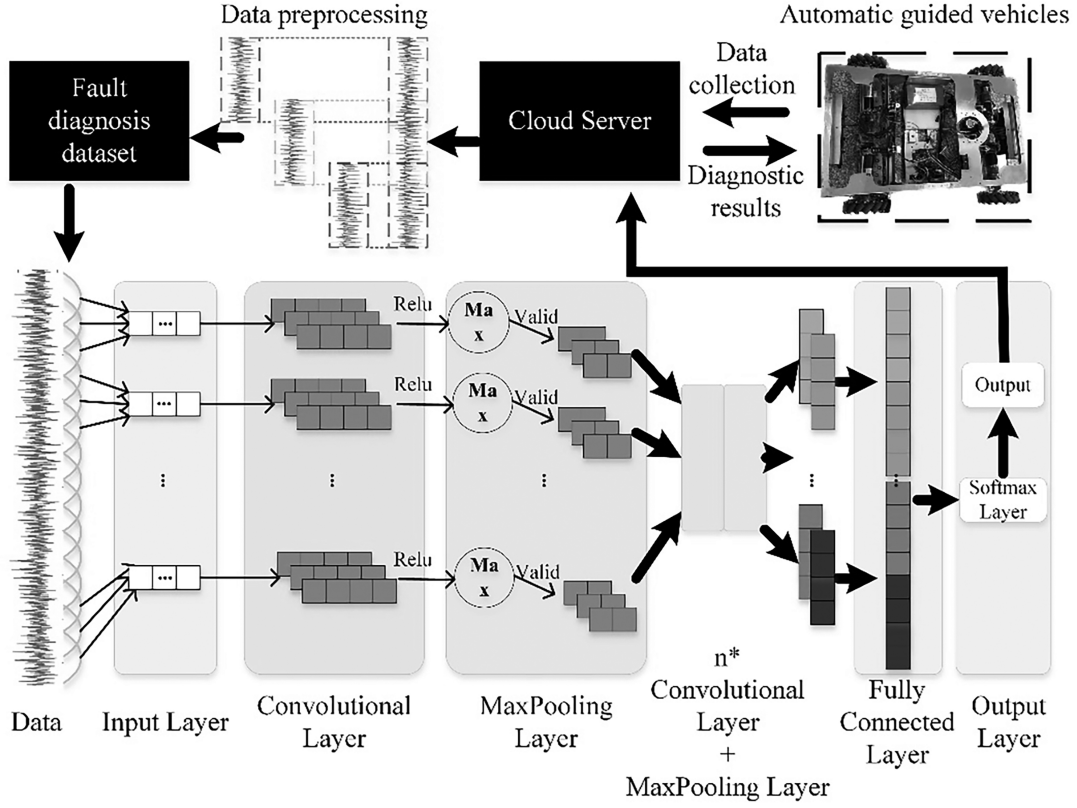 Data preprocessing
Automatic guided vehicles
Fault
diagnosis
dataset
Cloud Server
Data
collection
Diagnostic
results
Relu
Ma
x
Valid
Relu
Ma
x
Valid
Relu
Ma
x
Valid
...
...
...
...
...
...
...
...
Output
Softmax
Layer
Data
Input Layer
Convolutional
Layer
MaxPooling
Layer
n*
Convolutional
Layer
+
MaxPooling Layer
Fully
Connected
Layer
Output
Layer